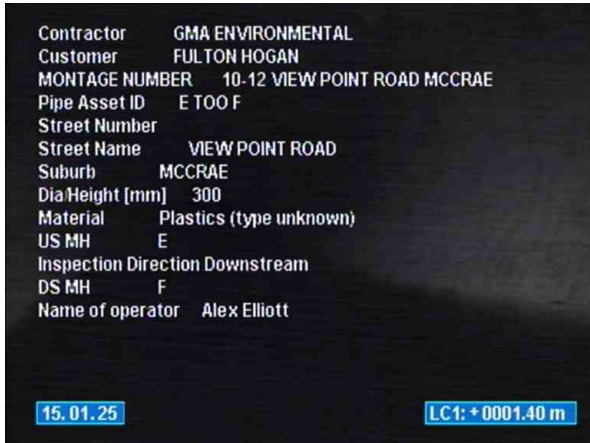 Contractor GMA ENVIRONMENTAL
Customer FULTON HOGAN
MONTAGE NUMBER 10-12 VIEW POINT ROAD MCCRAE
Pipe Asset ID E TOO F
Street Number
Street Name VIEW POINT ROAD
Suburb MCCRAE
Dia/Height [mm] 300
Material Plastics (type unknown)
US MH E
Inspection Direction Downstream
DS MH F
Name of operator Alex Elliott
15.01.25 LC1: +0001.40 m